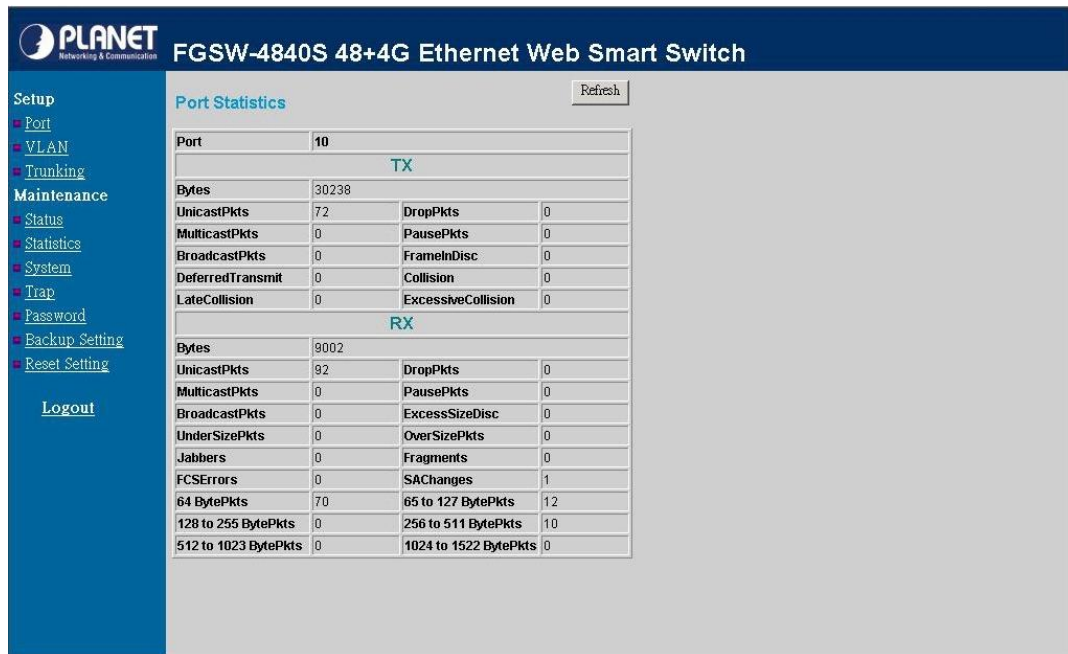 PLANET
Networking & Communication
FGSW-4840S 48+4G Ethernet Web Smart Switch
Setup
Port
VLAN
Trunking
Maintenance
Status
Statistics
System
Trap
Password
Backup Setting
Reset Setting
Logout
Port Statistics
Refresh
Port 10
TX
Bytes 30238
UnicastPkts 72 DropPkts 0
MulticastPkts 0 PausePkts 0
BroadcastPkts 0 FrameInDisc 0
DeferredTransmit 0 Collision 0
LateCollision 0 ExcessiveCollision 0
RX
Bytes 9002
UnicastPkts 92 DropPkts 0
MulticastPkts 0 PausePkts 0
BroadcastPkts 0 ExcessSizeDisc 0
UnderSizePkts 0 OverSizePkts 0
Jabbers 0 Fragments 0
FCSErrors 0 SAChanges 1
64 BytePkts 70 65 to 127 BytePkts 12
128 to 255 BytePkts 0 256 to 511 BytePkts 10
512 to 1023 BytePkts 0 1024 to 1522 BytePkts 0